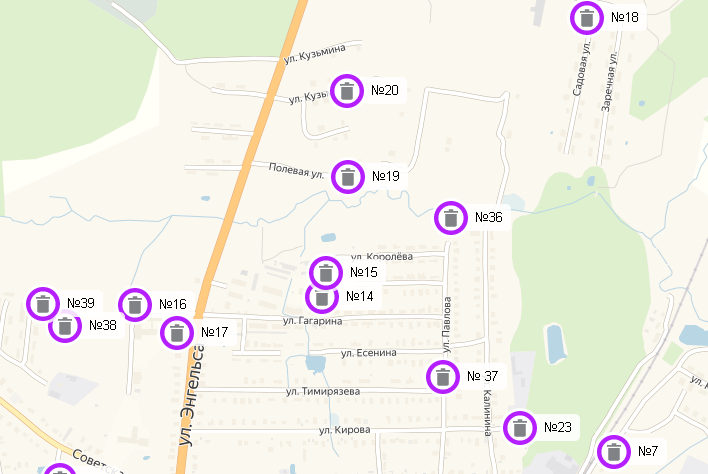 №18
ул. Кузьмина
Садовая ул.
Заречная ул.
ул. Кузь
№20
Полевая ул.
№19
№36
ул. Королёва
№15
№14
№39
№16
№38
№17
ул. Гагарина
ул. Павлова
ул. Энгельса
ул. Есенина
№ 37
ул. Тимирязева
Калинина
ул. Кирова
№23
№7